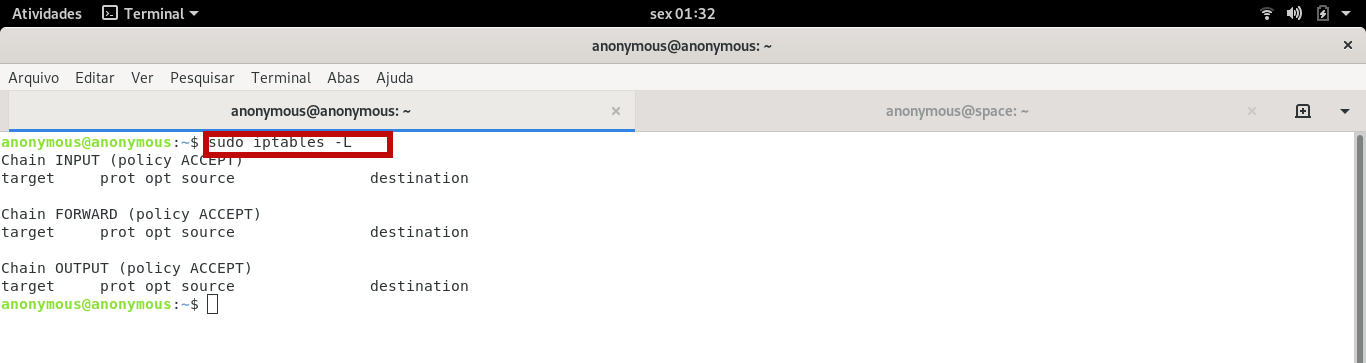 Atividades Terminal sex 01:32
anonymous@anonymous: ~
Arquivo Editar Ver Pesquisar Terminal Abas Ajuda
anonymous@anonymous: ~ anonymous@space: ~
anonymous@anonymous:~$ sudo iptables -L
Chain INPUT (policy ACCEPT)
target     prot opt source               destination
Chain FORWARD (policy ACCEPT)
target     prot opt source               destination
Chain OUTPUT (policy ACCEPT)
target     prot opt source               destination
anonymous@anonymous:~$